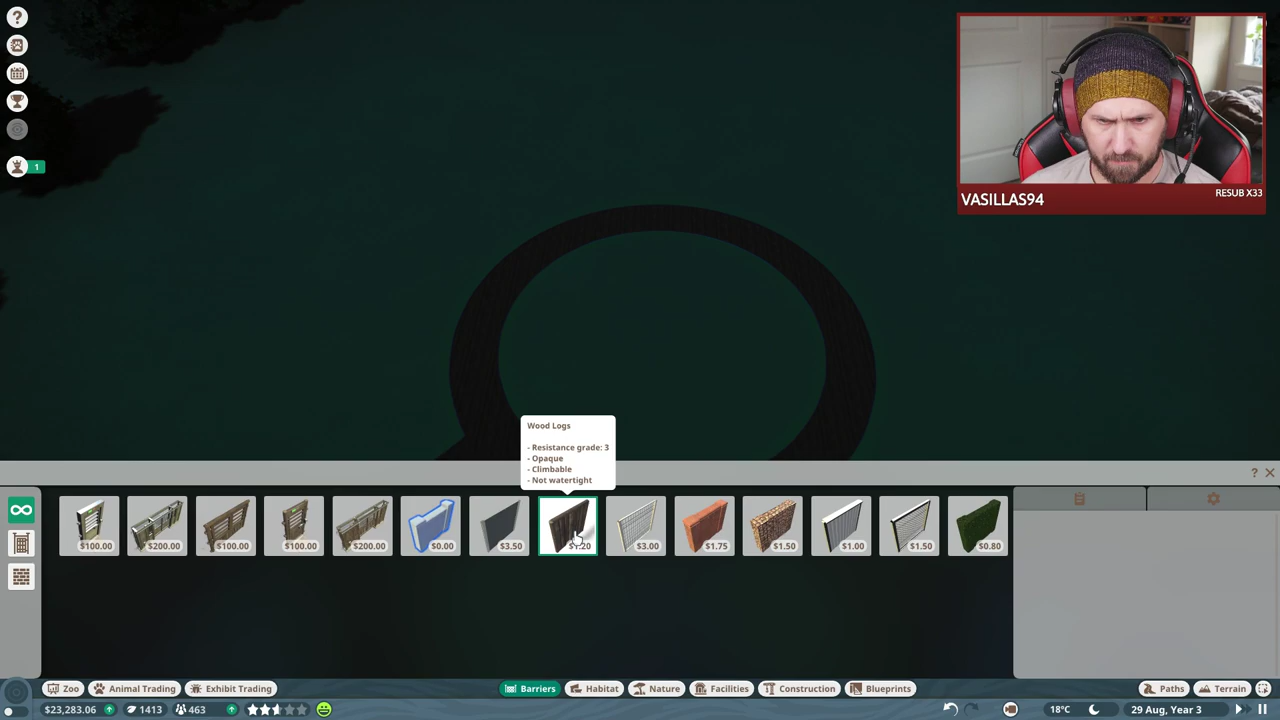 ?
1
VASILLAS94
RESUB X33
Wood Logs
- Resistance grade: 3
- Opaque
- Climbable
- Not watertight
?
$100.00
$200.00
$100.00
$100.00
$200.00
$0.00
$3.50
$1.20
$3.00
$1.75
$1.50
$1.00
$1.50
$0.80
Zoo
Animal Trading
Exhibit Trading
Barriers
Habitat
Nature
Facilities
Construction
Blueprints
Paths
Terrain
$23,283.06
1413
463
18°C
29 Aug, Year 3